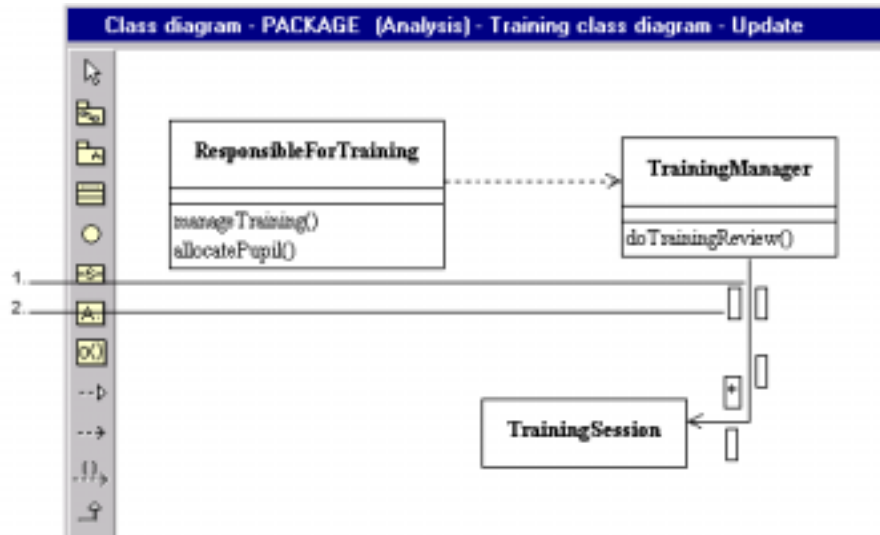 Class diagram - PACKAGE (Analysis) - Training class diagram - Update
ResponsibleForTraining
manageTraining()
allocatePupil()
TrainingManager
doTrainingReview()
1.
2.
A
o()
*
TrainingSession